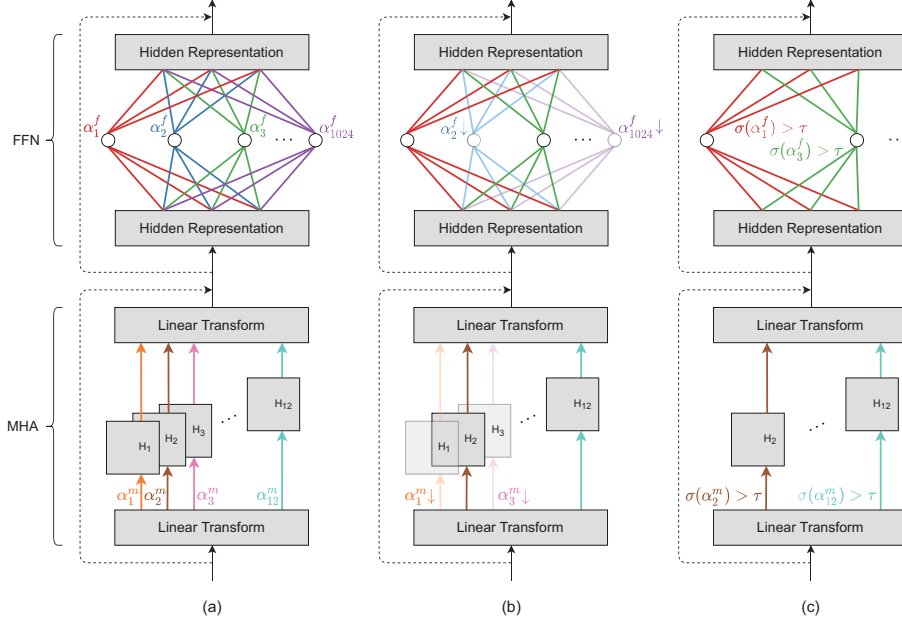 Hidden Representation
Hidden Representation
Hidden Representation
FFN
α₁ᶠ
α₂ᶠ
α₃ᶠ
···
α₁₀₂₄ᶠ
α₂ᶠ↓
···
α₁₀₂₄ᶠ↓
σ(α₁ᶠ) > τ
σ(α₃ᶠ) > τ
···
Hidden Representation
Hidden Representation
Hidden Representation
Linear Transform
Linear Transform
Linear Transform
MHA
H₁
H₂
H₃
···
H₁₂
H₁
H₂
H₃
···
H₁₂
H₂
···
H₁₂
α₁ᵐ
α₂ᵐ
α₃ᵐ
α₁₂ᵐ
α₁ᵐ↓
α₃ᵐ↓
σ(α₂ᵐ) > τ
σ(α₁₂ᵐ) > τ
Linear Transform
Linear Transform
Linear Transform
(a)
(b)
(c)